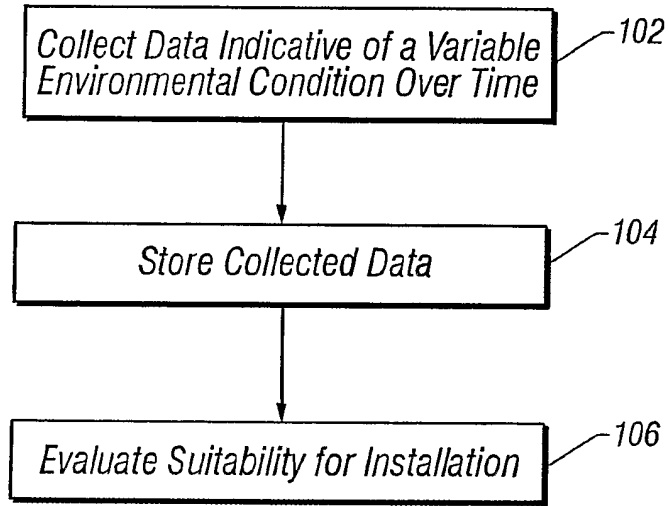 Collect Data Indicative of a Variable
Environmental Condition Over Time
102
Store Collected Data
104
Evaluate Suitability for Installation
106